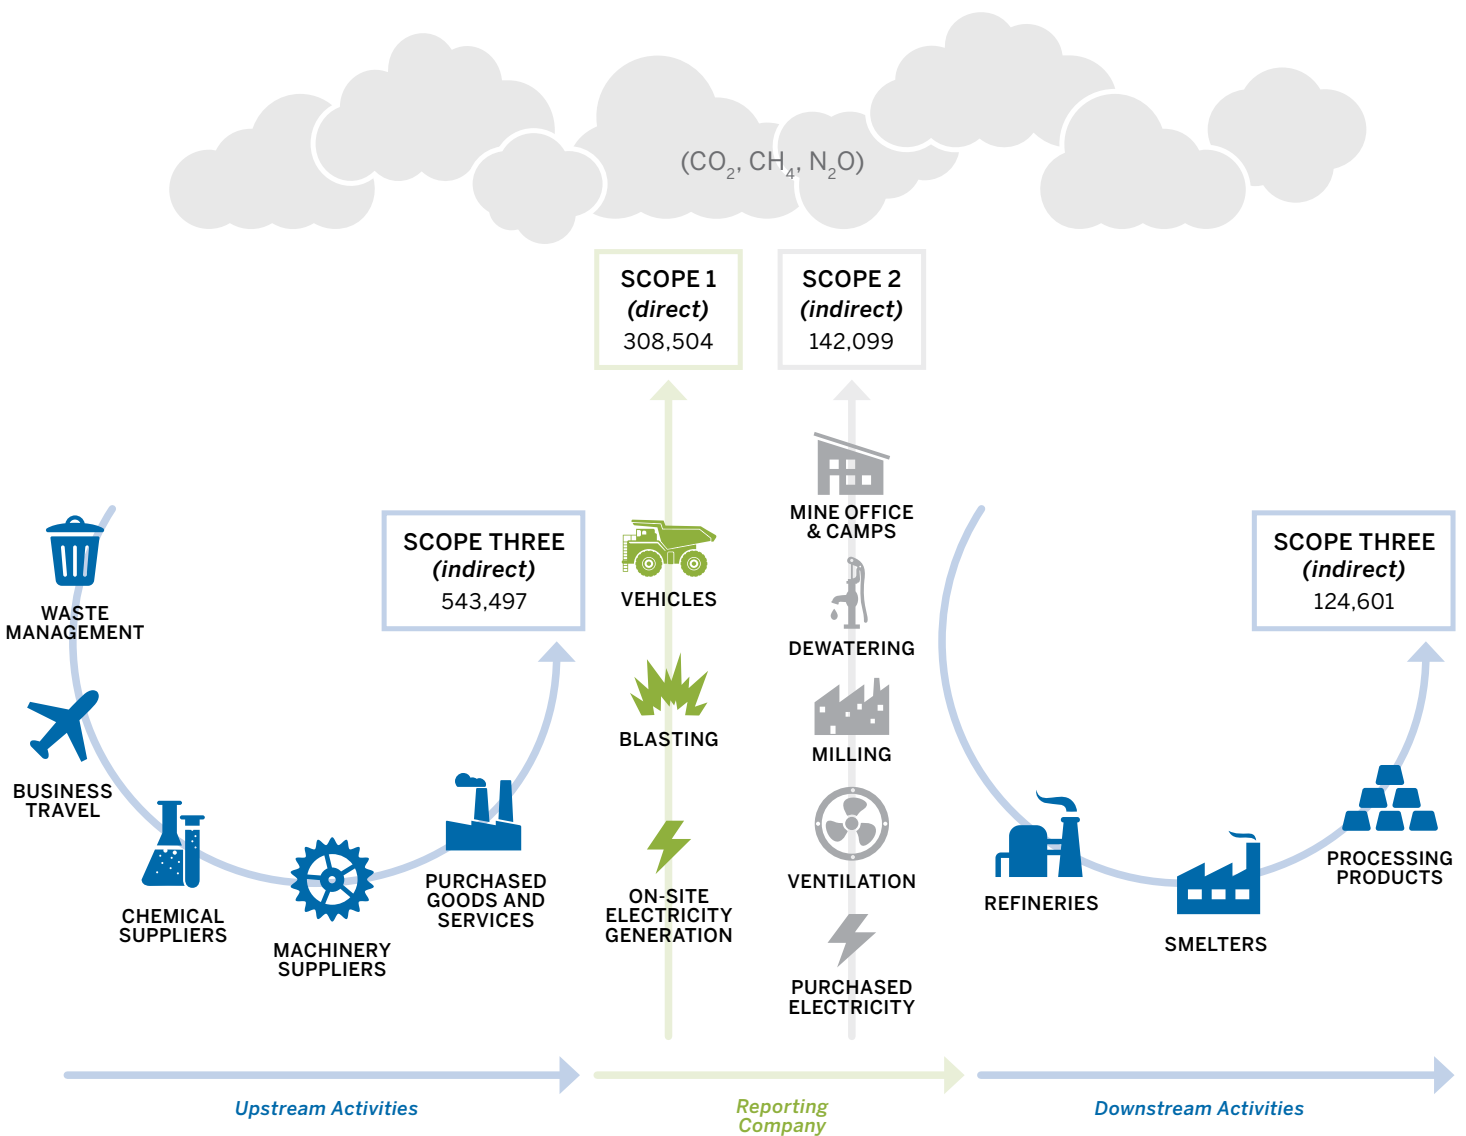 (CO₂, CH₄, N₂O)
SCOPE 1
(direct)
308,504
SCOPE 2
(indirect)
142,099
WASTE
MANAGEMENT
BUSINESS
TRAVEL
CHEMICAL
SUPPLIERS
MACHINERY
SUPPLIERS
PURCHASED
GOODS AND
SERVICES
SCOPE THREE
(indirect)
543,497
VEHICLES
BLASTING
ON-SITE
ELECTRICITY
GENERATION
MINE OFFICE
& CAMPS
DEWATERING
MILLING
VENTILATION
PURCHASED
ELECTRICITY
REFINERIES
SMELTERS
PROCESSING
PRODUCTS
SCOPE THREE
(indirect)
124,601
Upstream Activities
Reporting
Company
Downstream Activities